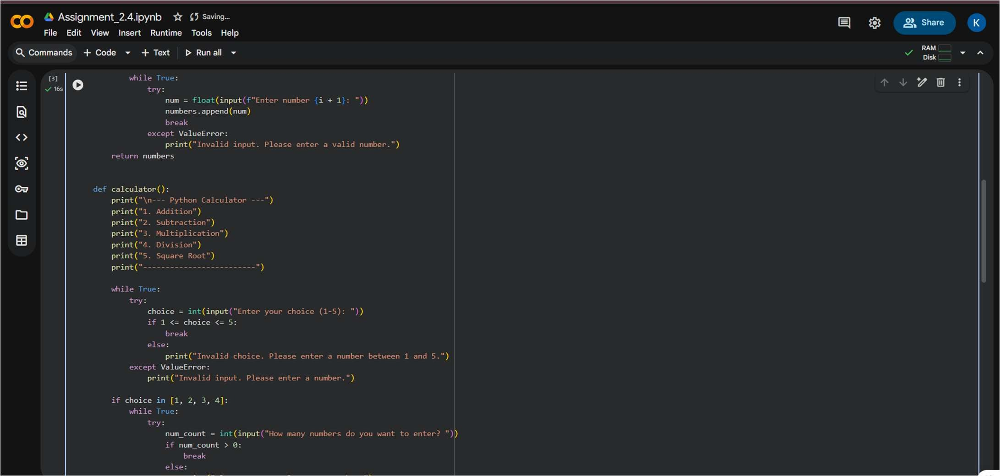 Assignment_2.4.ipynb Saving...
File Edit View Insert Runtime Tools Help
Share
K
Commands + Code + Text Run all
RAM
Disk
[3]
16s
while True:
try:
num = float(input(f"Enter number {i + 1}: "))
numbers.append(num)
break
except ValueError:
print("Invalid input. Please enter a valid number.")
return numbers
def calculator():
print("\n--- Python Calculator ---")
print("1. Addition")
print("2. Subtraction")
print("3. Multiplication")
print("4. Division")
print("5. Square Root")
print("-------------------------")
while True:
try:
choice = int(input("Enter your choice (1-5): "))
if 1 <= choice <= 5:
break
else:
print("Invalid choice. Please enter a number between 1 and 5.")
except ValueError:
print("Invalid input. Please enter a number.")
if choice in [1, 2, 3, 4]:
while True:
try:
num_count = int(input("How many numbers do you want to enter? "))
if num_count > 0:
break
else: